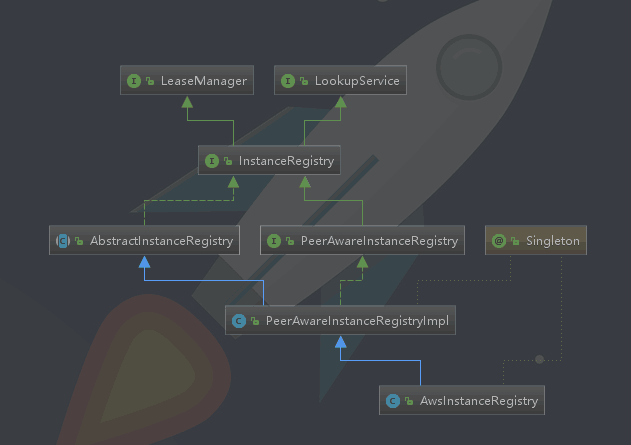 I LeaseManager
I LookupService
I InstanceRegistry
C AbstractInstanceRegistry
I PeerAwareInstanceRegistry
@ Singleton
C PeerAwareInstanceRegistryImpl
C AwsInstanceRegistry